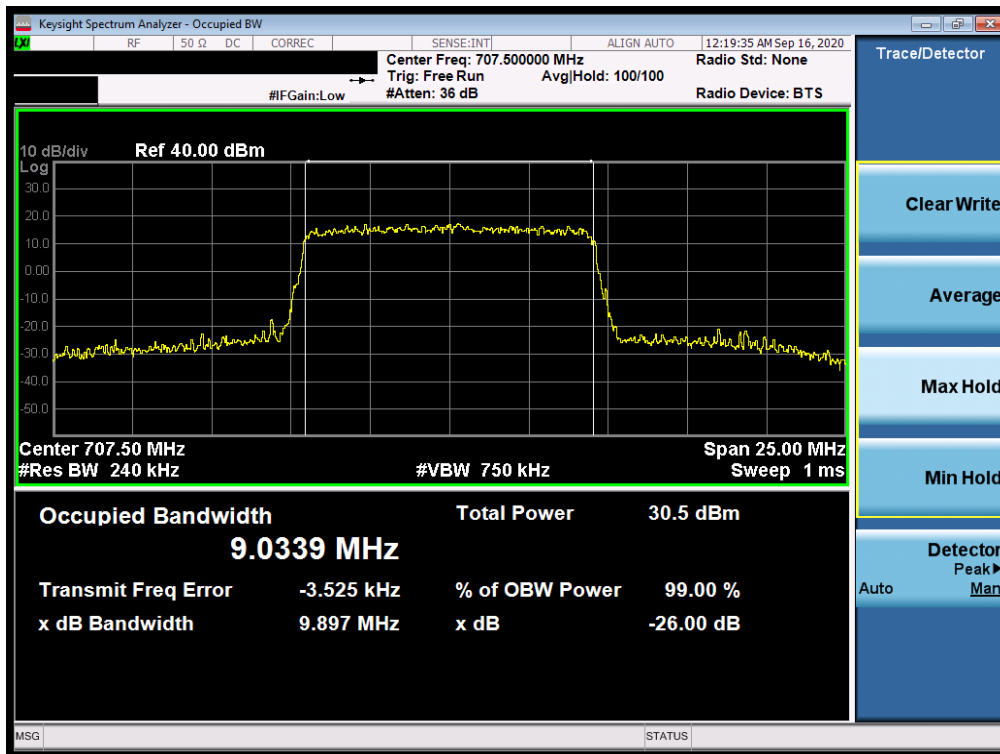 Keysight Spectrum Analyzer - Occupied BW
LXI RF 50 Ω DC CORREC SENSE:INT ALIGN AUTO 12:19:35 AM Sep 16, 2020
Center Freq: 707.500000 MHz Radio Std: None
Trig: Free Run Avg|Hold: 100/100
#IFGain:Low #Atten: 36 dB Radio Device: BTS
10 dB/div Ref 40.00 dBm
Log
30.0
20.0
10.0
0.00
-10.0
-20.0
-30.0
-40.0
-50.0
Center 707.50 MHz Span 25.00 MHz
#Res BW 240 kHz #VBW 750 kHz Sweep 1 ms
Occupied Bandwidth Total Power 30.5 dBm
9.0339 MHz
Transmit Freq Error -3.525 kHz % of OBW Power 99.00 %
x dB Bandwidth 9.897 MHz x dB -26.00 dB
MSG STATUS
Trace/Detector
Clear Write
Average
Max Hold
Min Hold
Detector
Peak▶
Auto Man